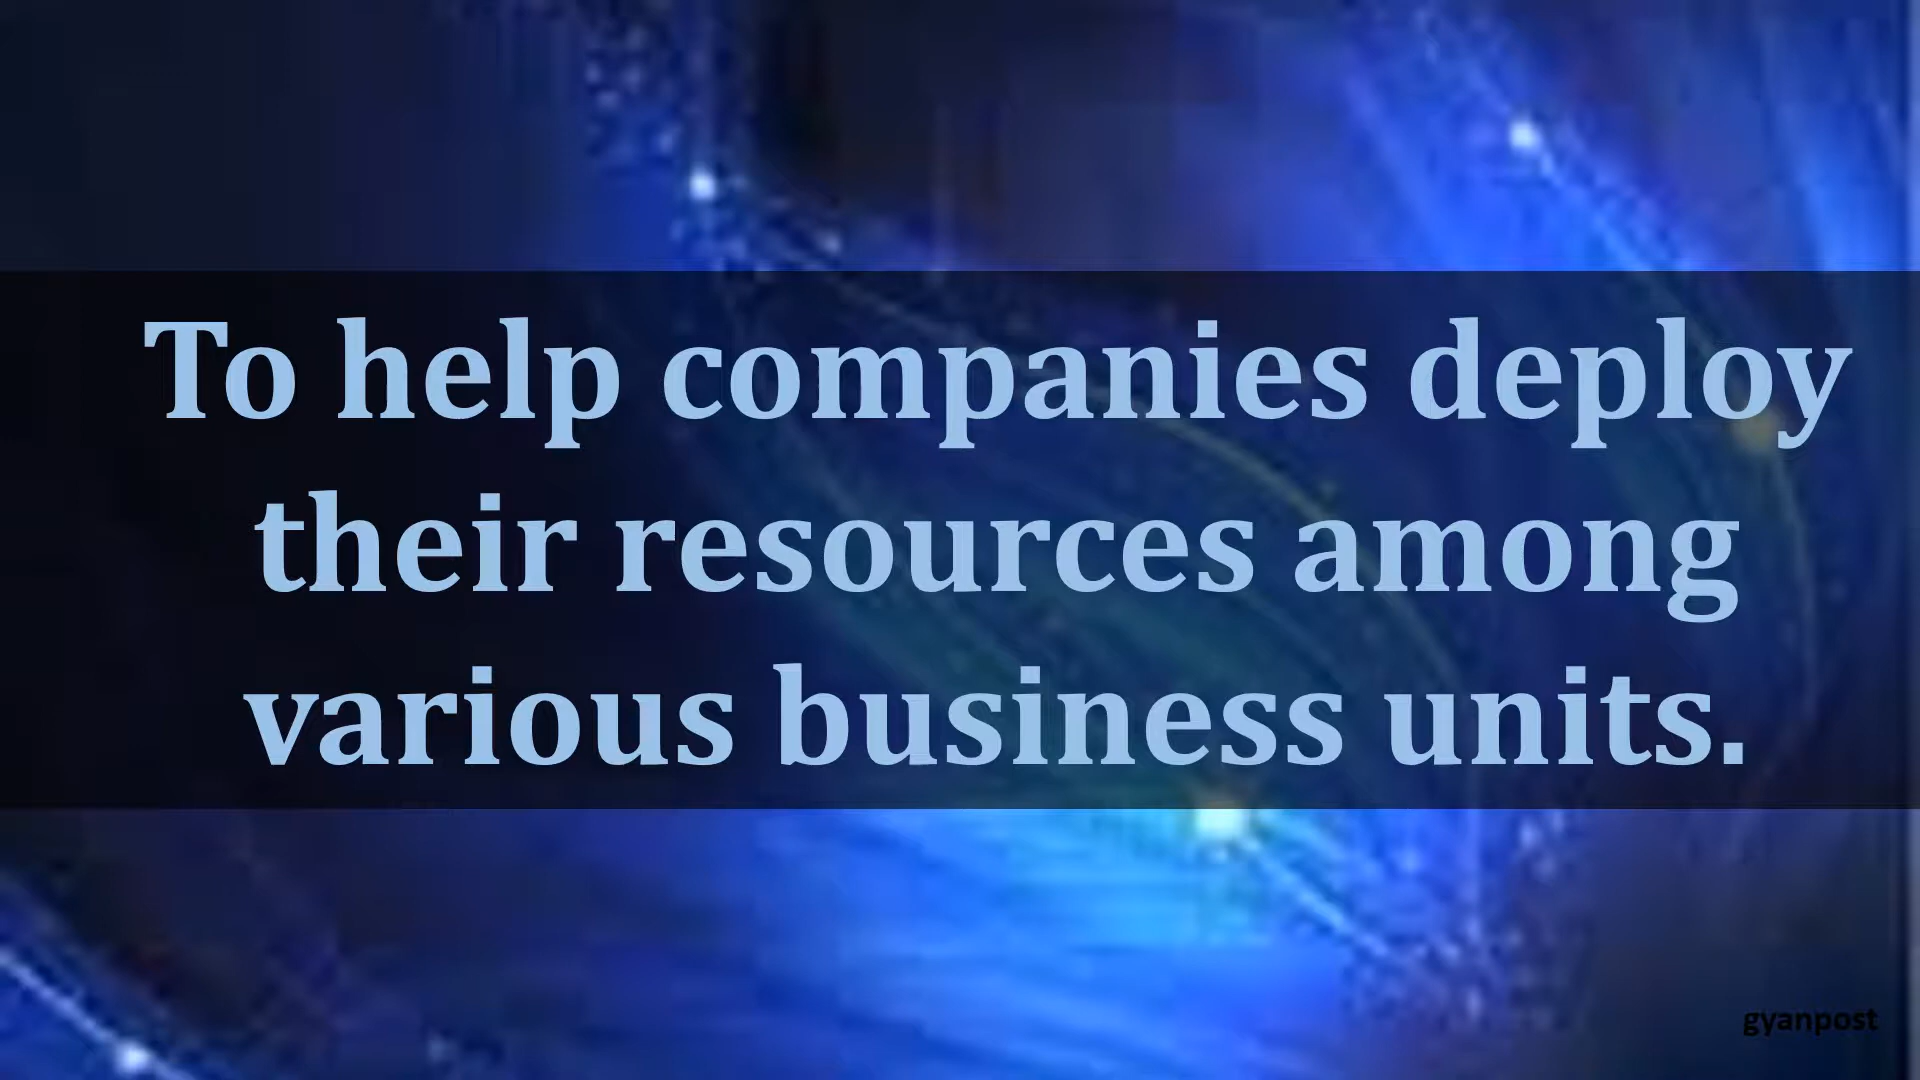 To help companies deploy
their resources among
various business units.
gyanpost